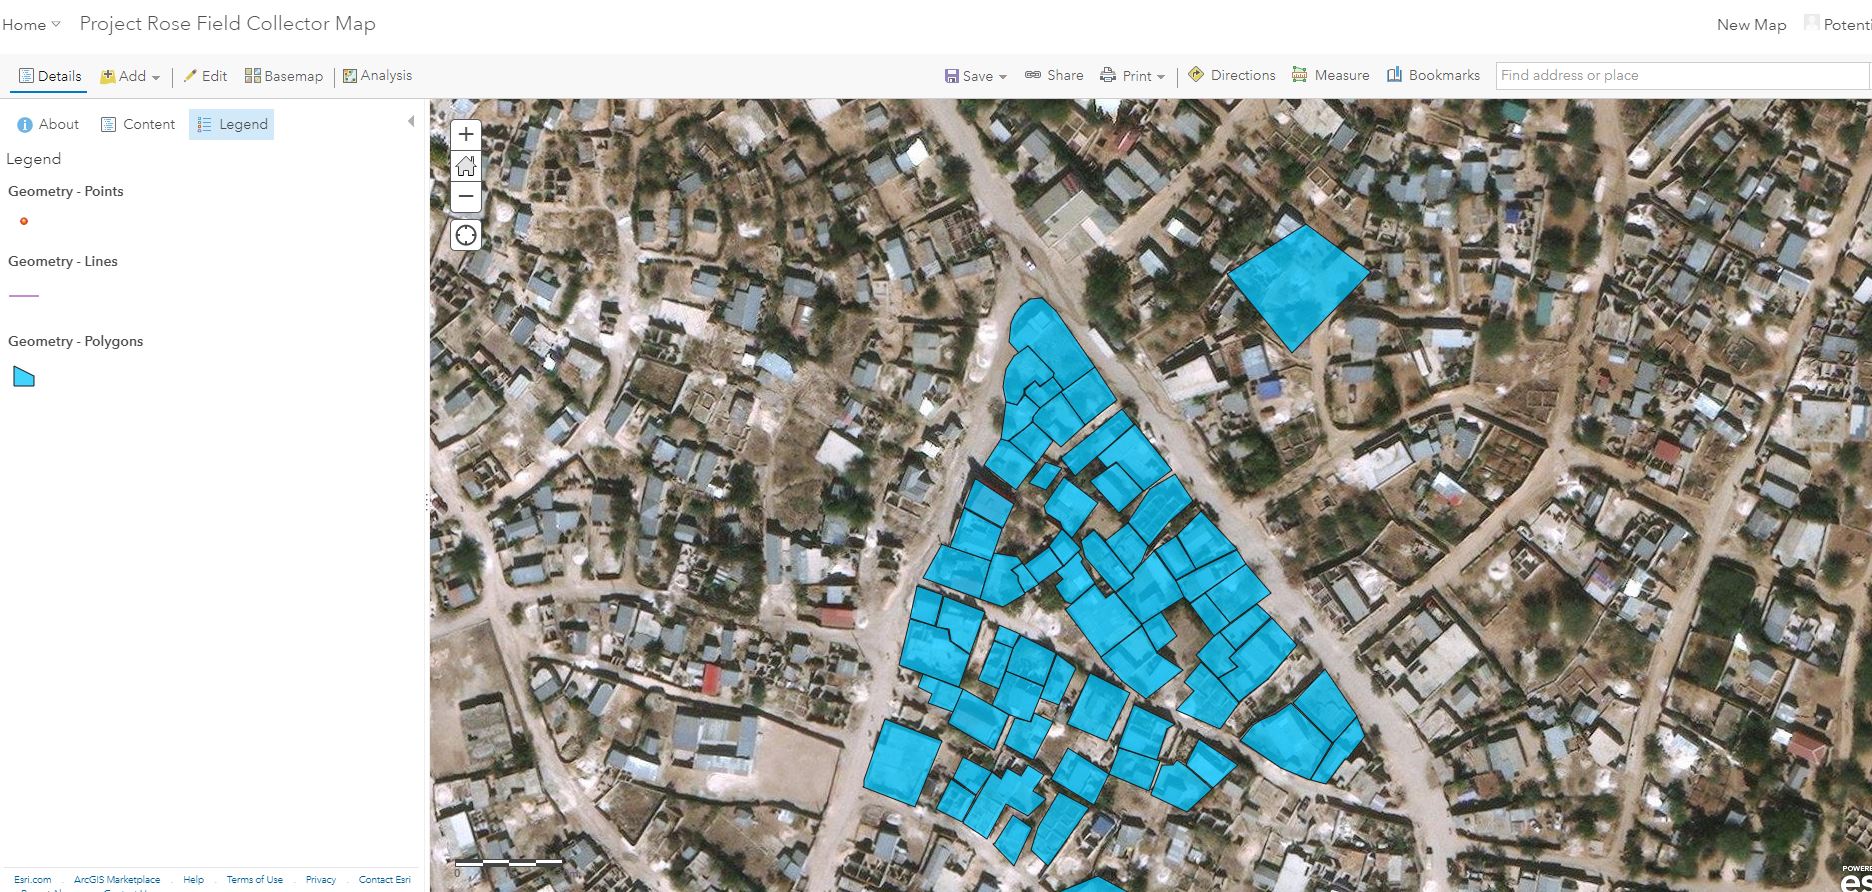 Home Project Rose Field Collector Map New Map
Details Add Edit Basemap Analysis Save Share Print Directions Measure Bookmarks Find address or place
About Content Legend
Legend
Geometry - Points
Geometry - Lines
Geometry - Polygons
0
POWER
es
Esri.com . ArcGIS Marketplace . Help . Terms of Use . Privacy . Contact Esri